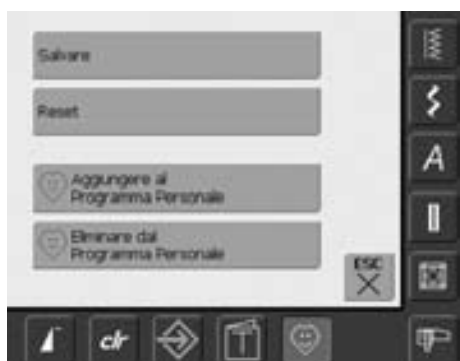 Salvare
Reset
Aggiungere al
Programma Personale
Eliminare dal
Programma Personale
ESC
A
clr